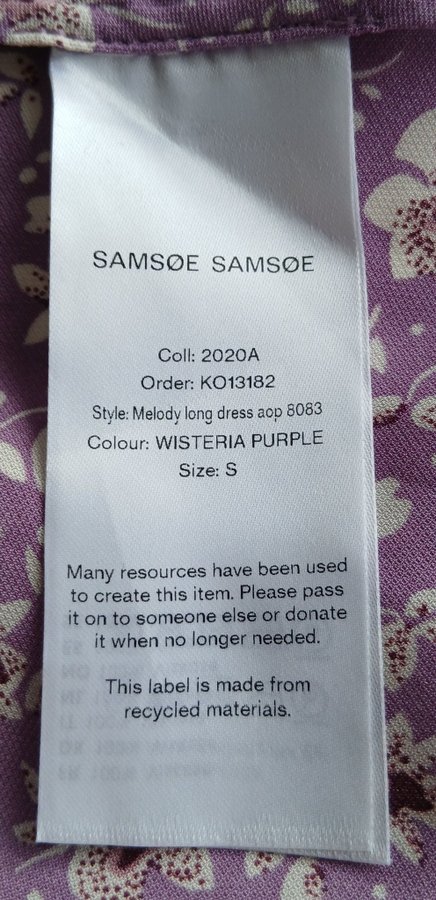 SAMSØE SAMSØE
Coll: 2020A
Order: KO13182
Style: Melody long dress aop 8083
Colour: WISTERIA PURPLE
Size: S
Many resources have been used
to create this item. Please pass
it on to someone else or donate
it when no longer needed.
This label is made from
recycled materials.